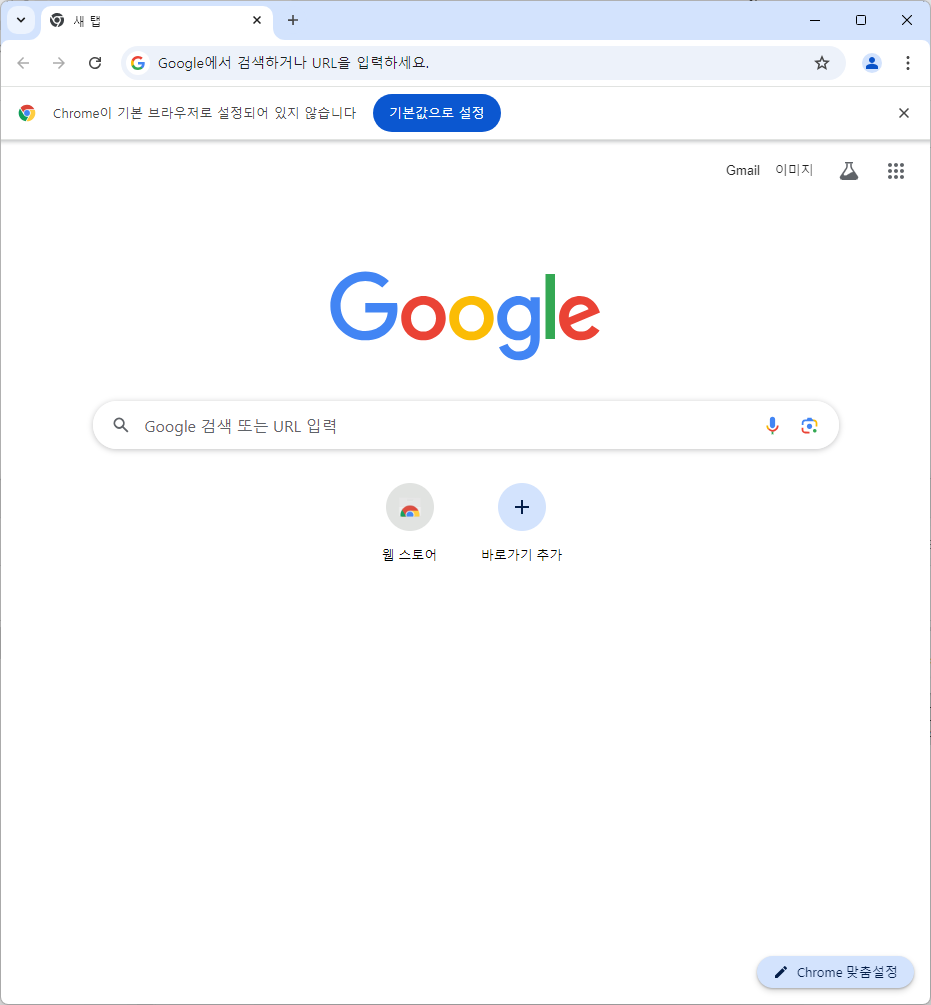 새 탭
Google에서 검색하거나 URL을 입력하세요.
Chrome이 기본 브라우저로 설정되어 있지 않습니다 기본값으로 설정
Gmail 이미지
Google
Google 검색 또는 URL 입력
웹 스토어 바로가기 추가
Chrome 맞춤설정